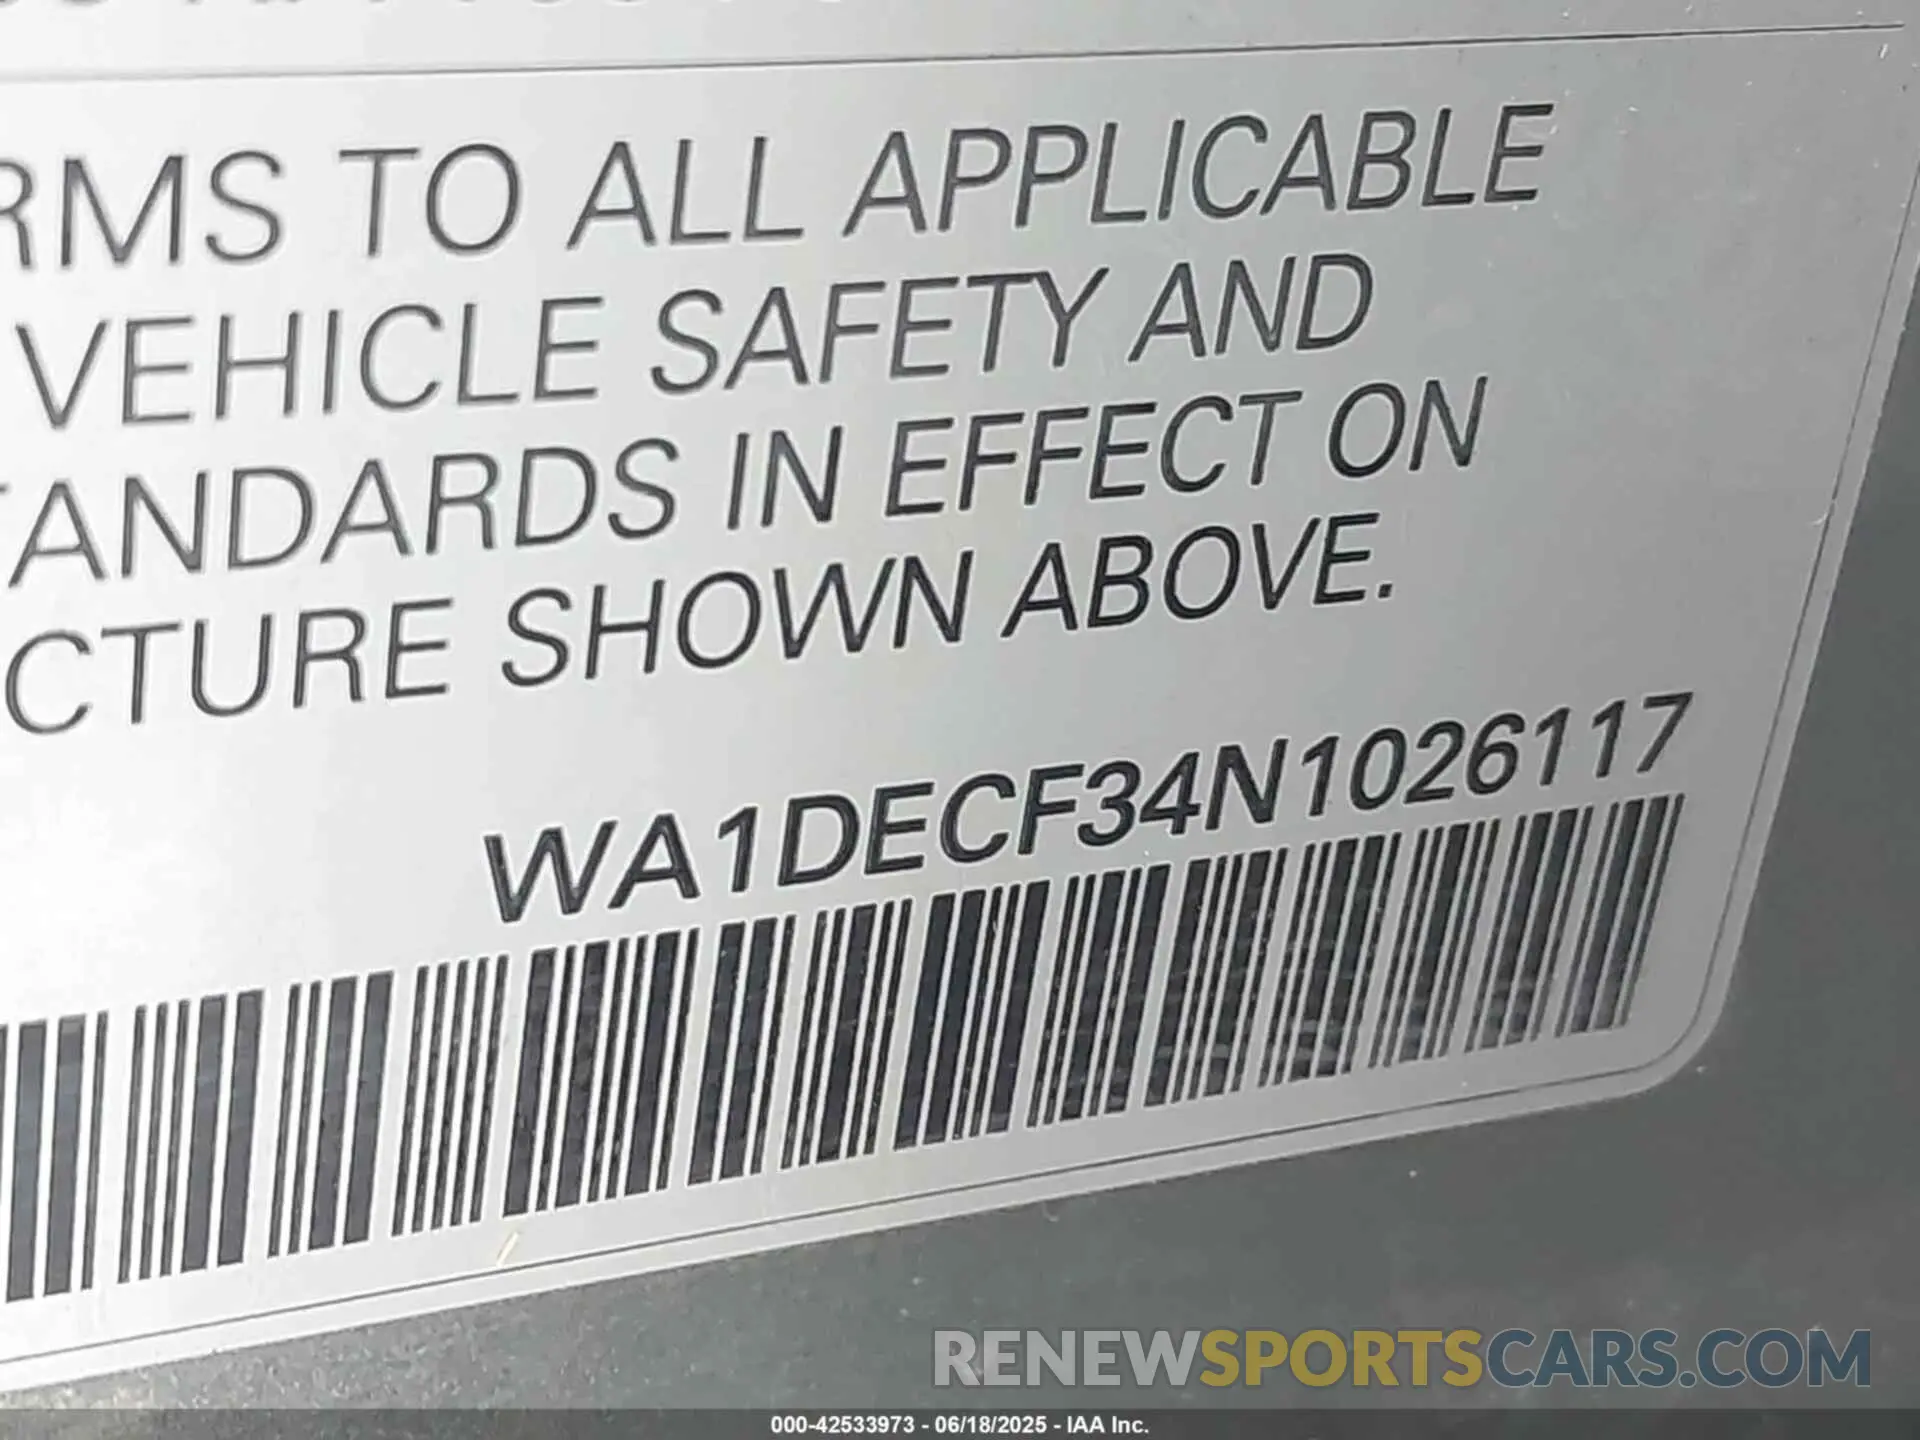 RMS TO ALL APPLICABLE
VEHICLE SAFETY AND
TANDARDS IN EFFECT ON
CTURE SHOWN ABOVE.
WA1DECF34N1026117
RENEWSPORTSCARS.COM
000-42533973 - 06/18/2025 - IAA Inc.